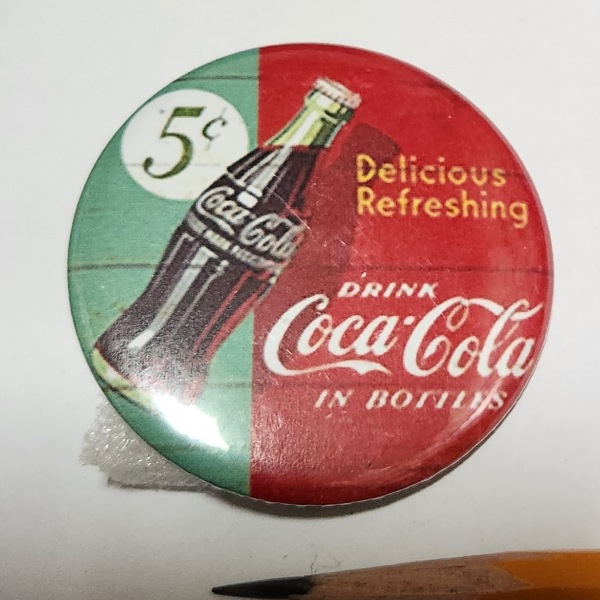 5¢
Coca-Cola
Delicious
Refreshing
DRINK
Coca-Cola
IN BOTTLES